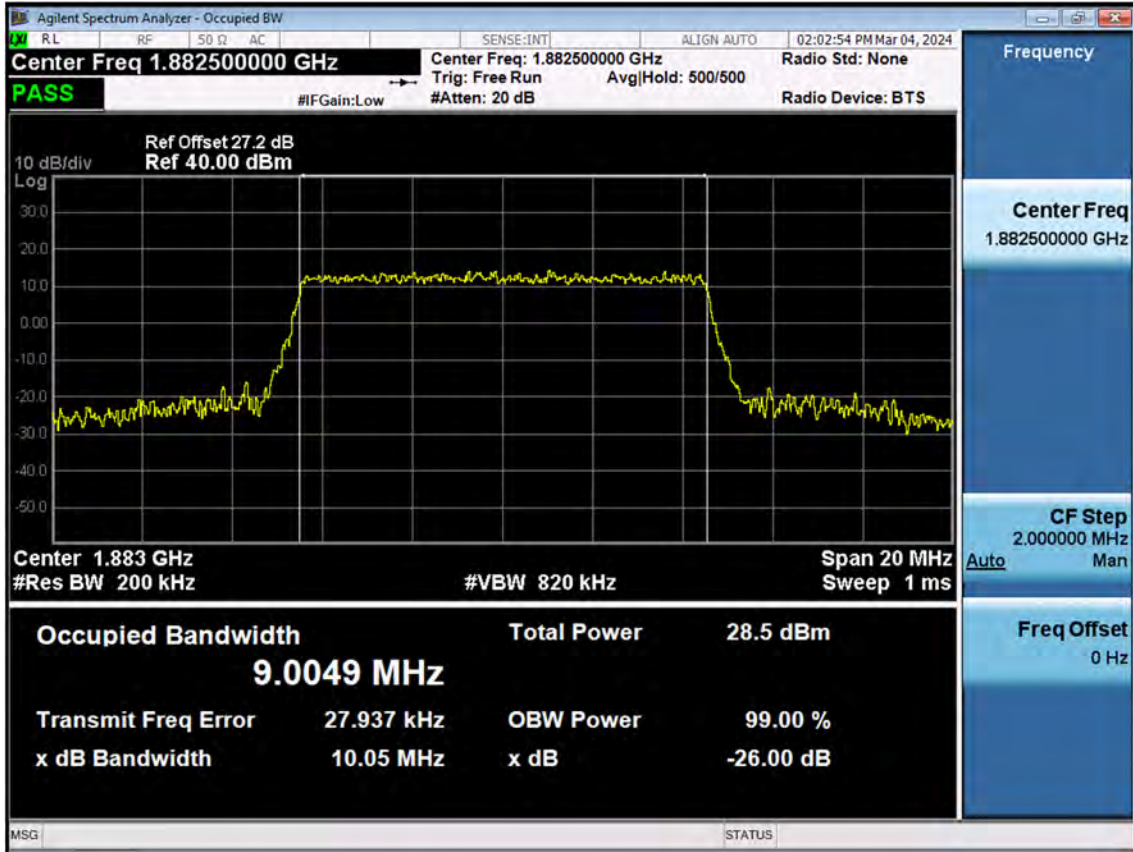 Agilent Spectrum Analyzer - Occupied BW
LXI RL RF 50 Ω AC SENSE:INT ALIGN AUTO 02:02:54 PM Mar 04, 2024
Center Freq 1.882500000 GHz
Center Freq: 1.882500000 GHz
Radio Std: None
Trig: Free Run Avg|Hold: 500/500
PASS
#IFGain:Low
#Atten: 20 dB
Radio Device: BTS
Ref Offset 27.2 dB
10 dB/div Ref 40.00 dBm
Log
30.0
20.0
10.0
0.00
-10.0
-20.0
-30.0
-40.0
-50.0
Center 1.883 GHz Span 20 MHz
#Res BW 200 kHz #VBW 820 kHz Sweep 1 ms
Occupied Bandwidth Total Power 28.5 dBm
9.0049 MHz
Transmit Freq Error 27.937 kHz OBW Power 99.00 %
x dB Bandwidth 10.05 MHz x dB -26.00 dB
MSG STATUS
Frequency
Center Freq
1.882500000 GHz
CF Step
2.000000 MHz
Auto Man
Freq Offset
0 Hz